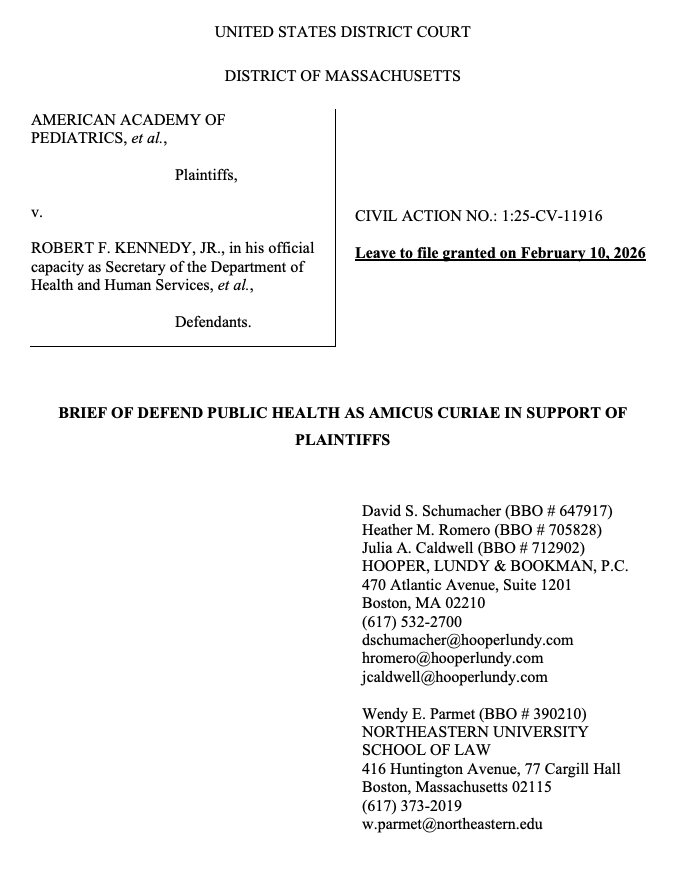 UNITED STATES DISTRICT COURT
DISTRICT OF MASSACHUSETTS
AMERICAN ACADEMY OF
PEDIATRICS, et al.,
Plaintiffs,
v.
ROBERT F. KENNEDY, JR., in his official
capacity as Secretary of the Department of
Health and Human Services, et al.,
Defendants.
CIVIL ACTION NO.: 1:25-CV-11916
Leave to file granted on February 10, 2026
BRIEF OF DEFEND PUBLIC HEALTH AS AMICUS CURIAE IN SUPPORT OF
PLAINTIFFS
David S. Schumacher (BBO # 647917)
Heather M. Romero (BBO # 705828)
Julia A. Caldwell (BBO # 712902)
HOOPER, LUNDY & BOOKMAN, P.C.
470 Atlantic Avenue, Suite 1201
Boston, MA 02210
(617) 532-2700
dschumacher@hooperlundy.com
hromero@hooperlundy.com
jcaldwell@hooperlundy.com
Wendy E. Parmet (BBO # 390210)
NORTHEASTERN UNIVERSITY
SCHOOL OF LAW
416 Huntington Avenue, 77 Cargill Hall
Boston, Massachusetts 02115
(617) 373-2019
w.parmet@northeastern.edu